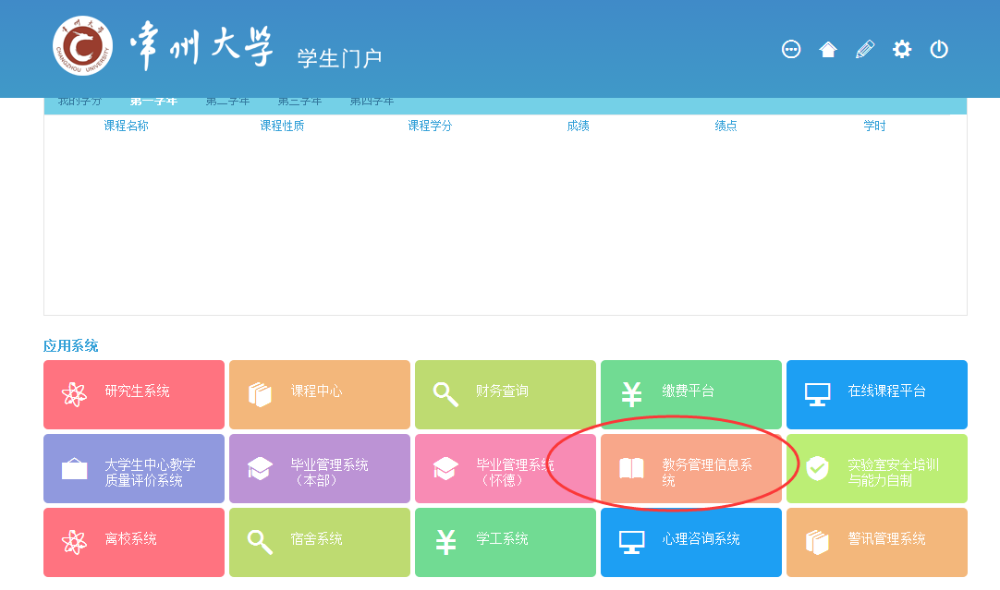 常州大学 学生门户
CHANGZHOU UNIVERSITY
我的学分 第一学年 第二学年 第三学年 第四学年
课程名称 课程性质 课程学分 成绩 绩点 学时
应用系统
研究生系统
课程中心
财务查询
缴费平台
在线课程平台
大学生中心教学
质量评价系统
毕业管理系统
（本部）
毕业管理系统
（怀德）
教务管理信息系
统
实验室安全培训
与能力自制
离校系统
宿舍系统
学工系统
心理咨询系统
警讯管理系统